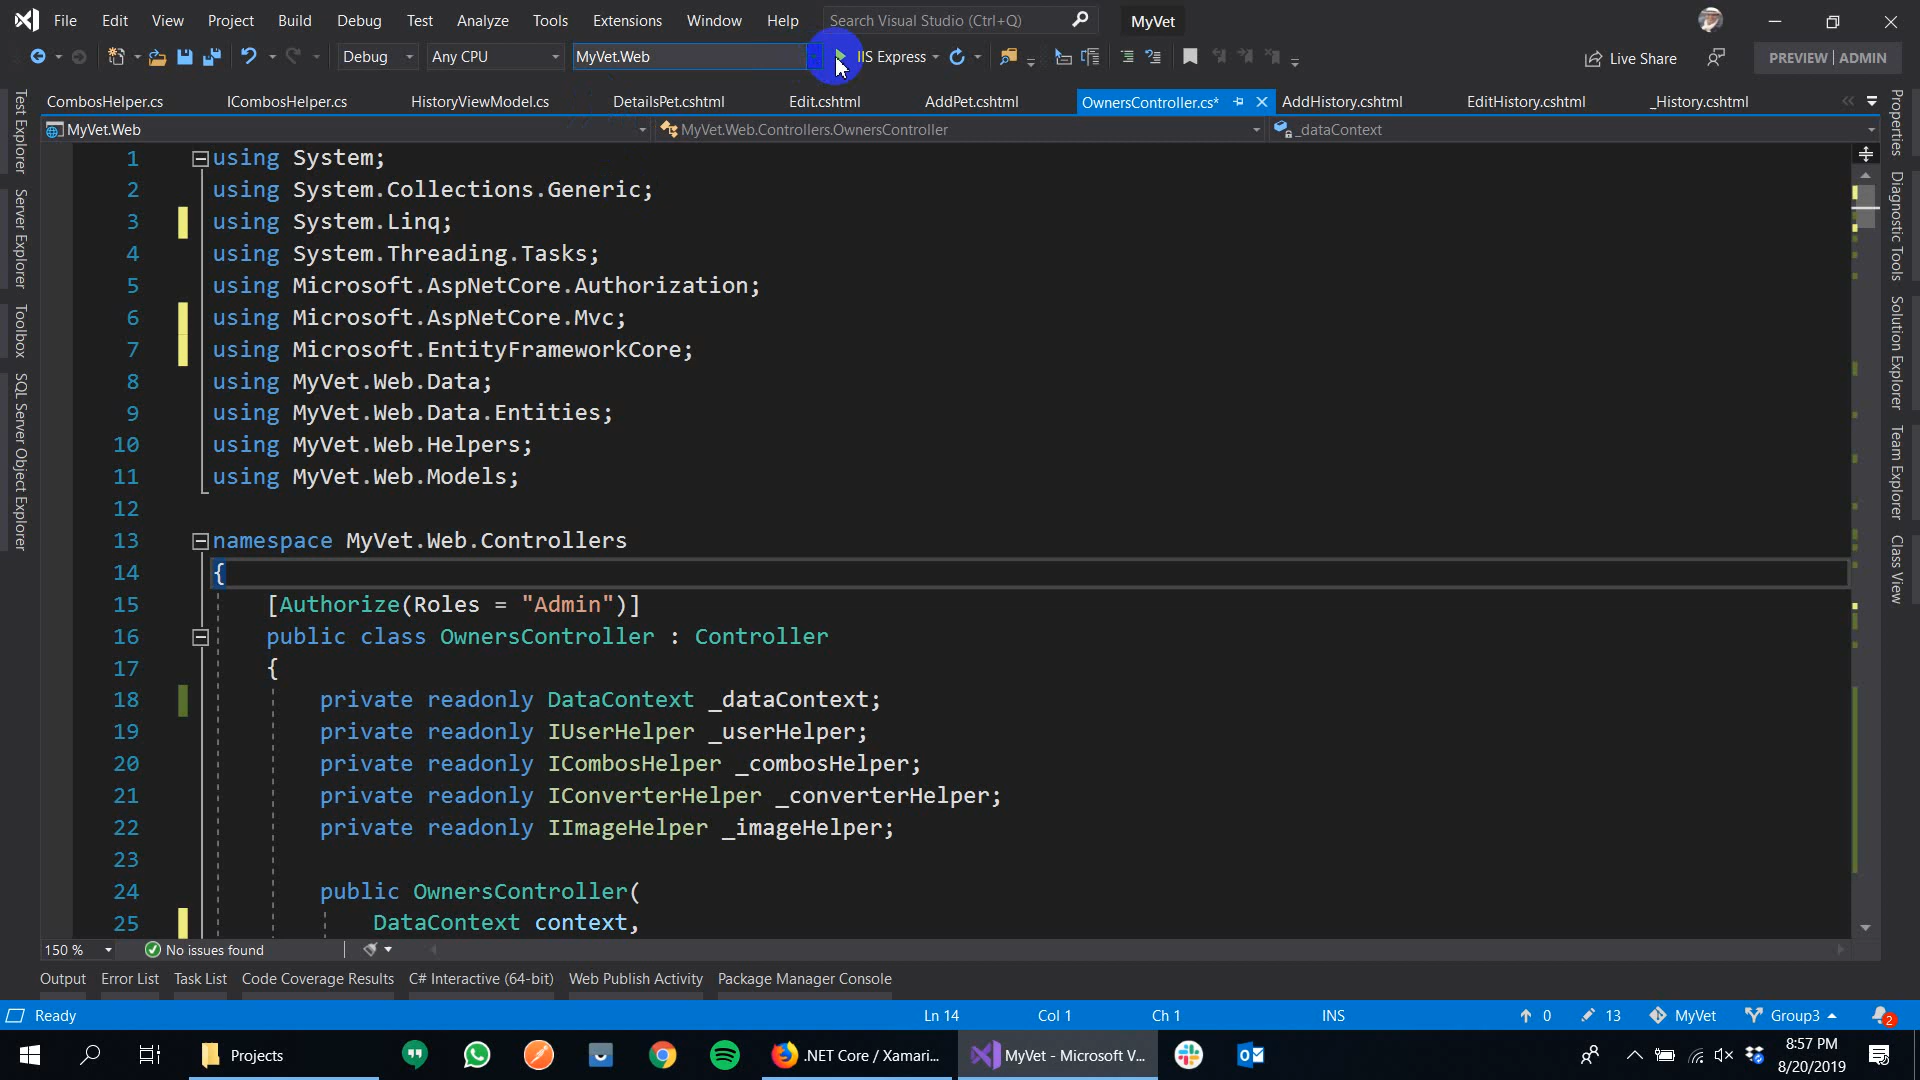 File Edit View Project Build Debug Test Analyze Tools Extensions Window Help Search Visual Studio (Ctrl+Q) MyVet
Debug Any CPU MyVet.Web IIS Express Live Share PREVIEW | ADMIN
CombosHelper.cs ICombosHelper.cs HistoryViewModel.cs DetailsPet.cshtml Edit.cshtml AddPet.cshtml OwnersController.cs* AddHistory.cshtml EditHistory.cshtml _History.cshtml
MyVet.Web MyVet.Web.Controllers.OwnersController _dataContext
Test Explorer
Server Explorer
Toolbox
SQL Server Object Explorer
1 using System;
2 using System.Collections.Generic;
3 using System.Linq;
4 using System.Threading.Tasks;
5 using Microsoft.AspNetCore.Authorization;
6 using Microsoft.AspNetCore.Mvc;
7 using Microsoft.EntityFrameworkCore;
8 using MyVet.Web.Data;
9 using MyVet.Web.Data.Entities;
10 using MyVet.Web.Helpers;
11 using MyVet.Web.Models;
12
13 namespace MyVet.Web.Controllers
14 {
15 [Authorize(Roles = "Admin")]
16 public class OwnersController : Controller
17 {
18 private readonly DataContext _dataContext;
19 private readonly IUserHelper _userHelper;
20 private readonly ICombosHelper _combosHelper;
21 private readonly IConverterHelper _converterHelper;
22 private readonly IImageHelper _imageHelper;
23
24 public OwnersController(
25 DataContext context,
Properties
Diagnostic Tools
Solution Explorer
Team Explorer
Class View
150 % No issues found
Output Error List Task List Code Coverage Results C# Interactive (64-bit) Web Publish Activity Package Manager Console
Ready Ln 14 Col 1 Ch 1 INS 0 13 MyVet Group3 2
Projects .NET Core / Xamari... MyVet - Microsoft V... 8:57 PM
8/20/2019